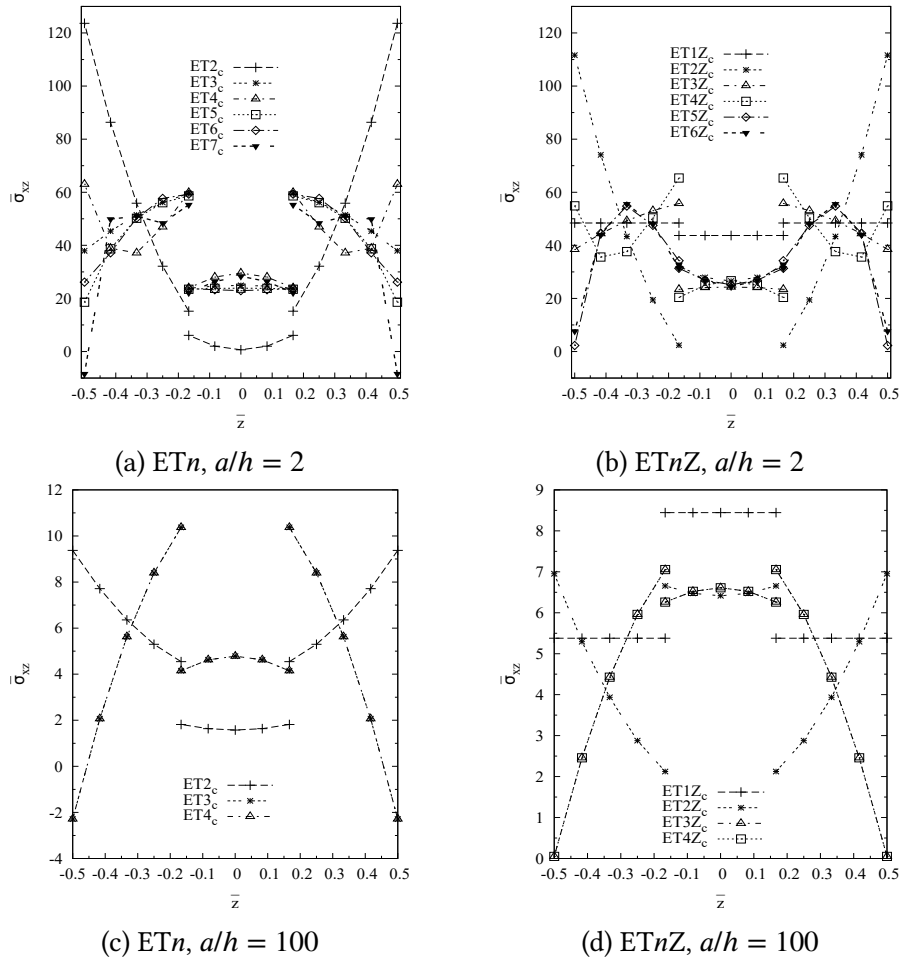 120
100
80
60
40
20
0
σ̄xz
ET2c
ET3c
ET4c
ET5c
ET6c
ET7c
-0.5 -0.4 -0.3 -0.2 -0.1 0 0.1 0.2 0.3 0.4 0.5
z̄
(a) ETn, a/h = 2
120
100
80
60
40
20
0
σ̄xz
ET1Zc
ET2Zc
ET3Zc
ET4Zc
ET5Zc
ET6Zc
-0.5 -0.4 -0.3 -0.2 -0.1 0 0.1 0.2 0.3 0.4 0.5
z̄
(b) ETnZ, a/h = 2
12
10
8
6
4
2
0
-2
-4
σ̄xz
ET2c
ET3c
ET4c
-0.5 -0.4 -0.3 -0.2 -0.1 0 0.1 0.2 0.3 0.4 0.5
z̄
(c) ETn, a/h = 100
9
8
7
6
5
4
3
2
1
0
σ̄xz
ET1Zc
ET2Zc
ET3Zc
ET4Zc
-0.5 -0.4 -0.3 -0.2 -0.1 0 0.1 0.2 0.3 0.4 0.5
z̄
(d) ETnZ, a/h = 100